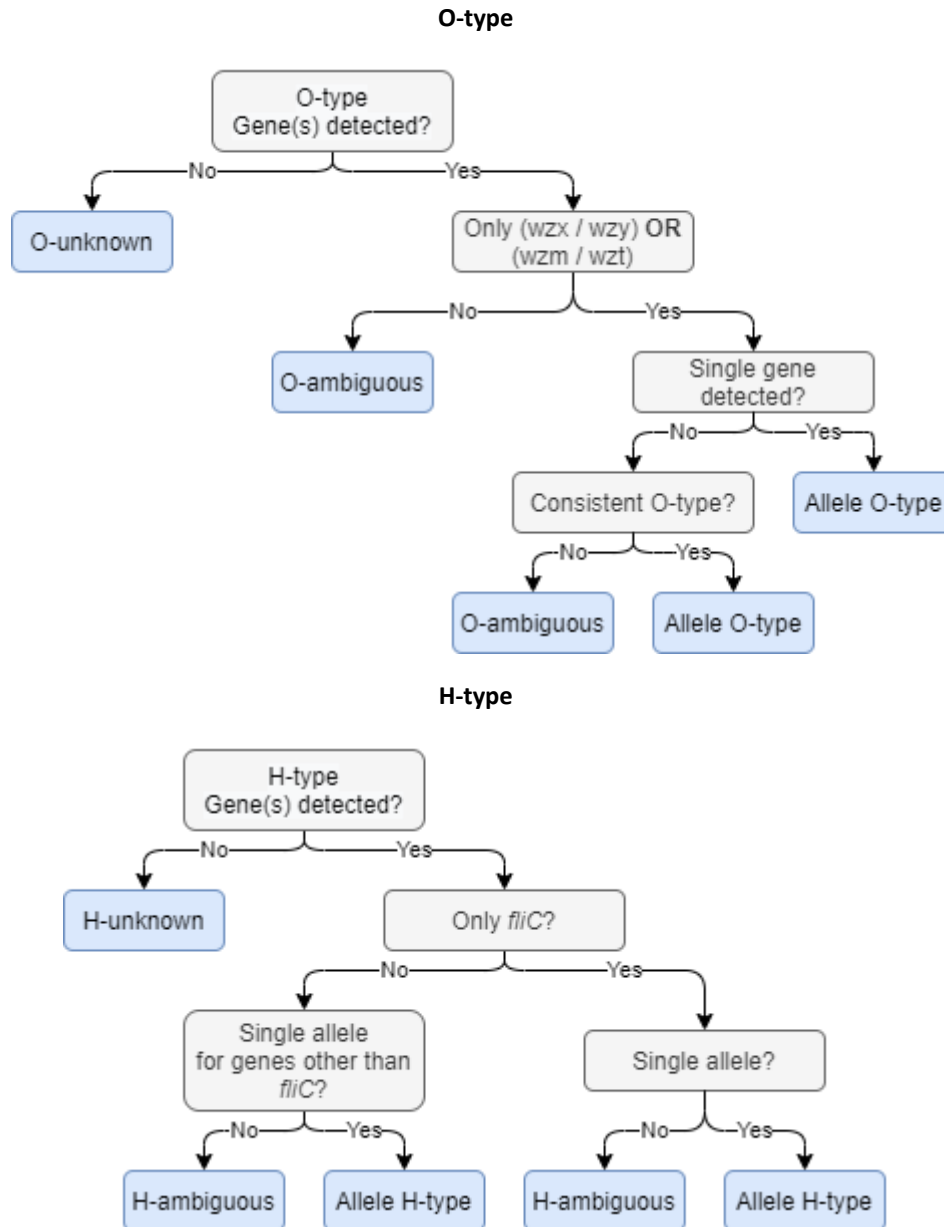 O-type
O-type
Gene(s) detected?
No
Yes
O-unknown
Only (wzx / wzy) OR
(wzm / wzt)
No
Yes
O-ambiguous
Single gene
detected?
No
Yes
Consistent O-type?
Allele O-type
No
Yes
O-ambiguous
Allele O-type
H-type
H-type
Gene(s) detected?
No
Yes
H-unknown
Only fliC?
No
Yes
Single allele
for genes other than
fliC?
Single allele?
No
Yes
No
Yes
H-ambiguous
Allele H-type
H-ambiguous
Allele H-type